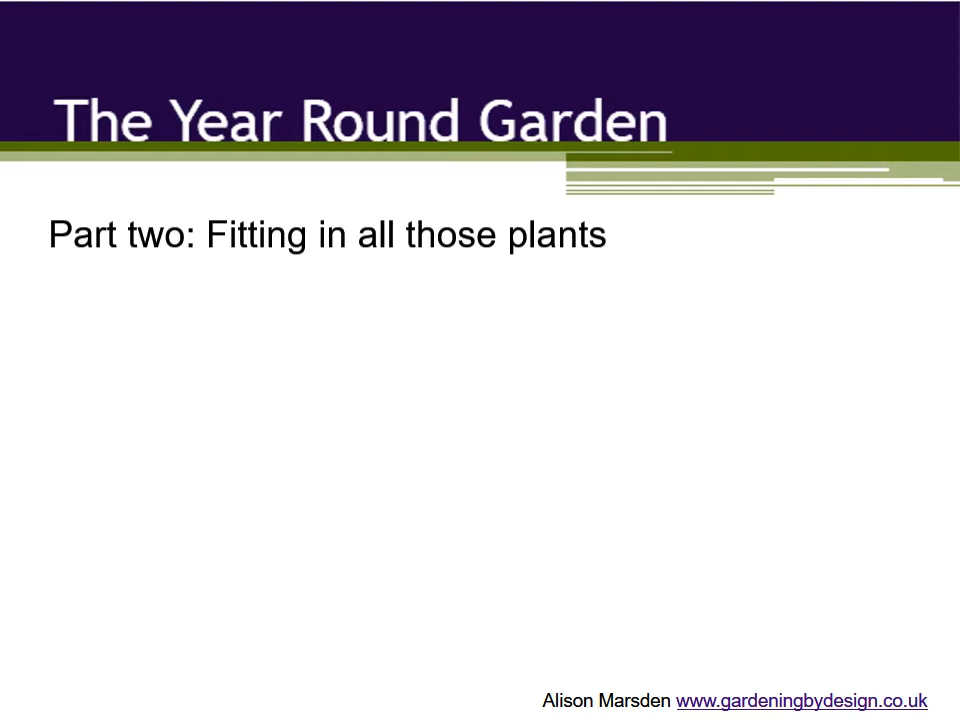 The Year Round Garden
Part two: Fitting in all those plants
Alison Marsden www.gardeningbydesign.co.uk